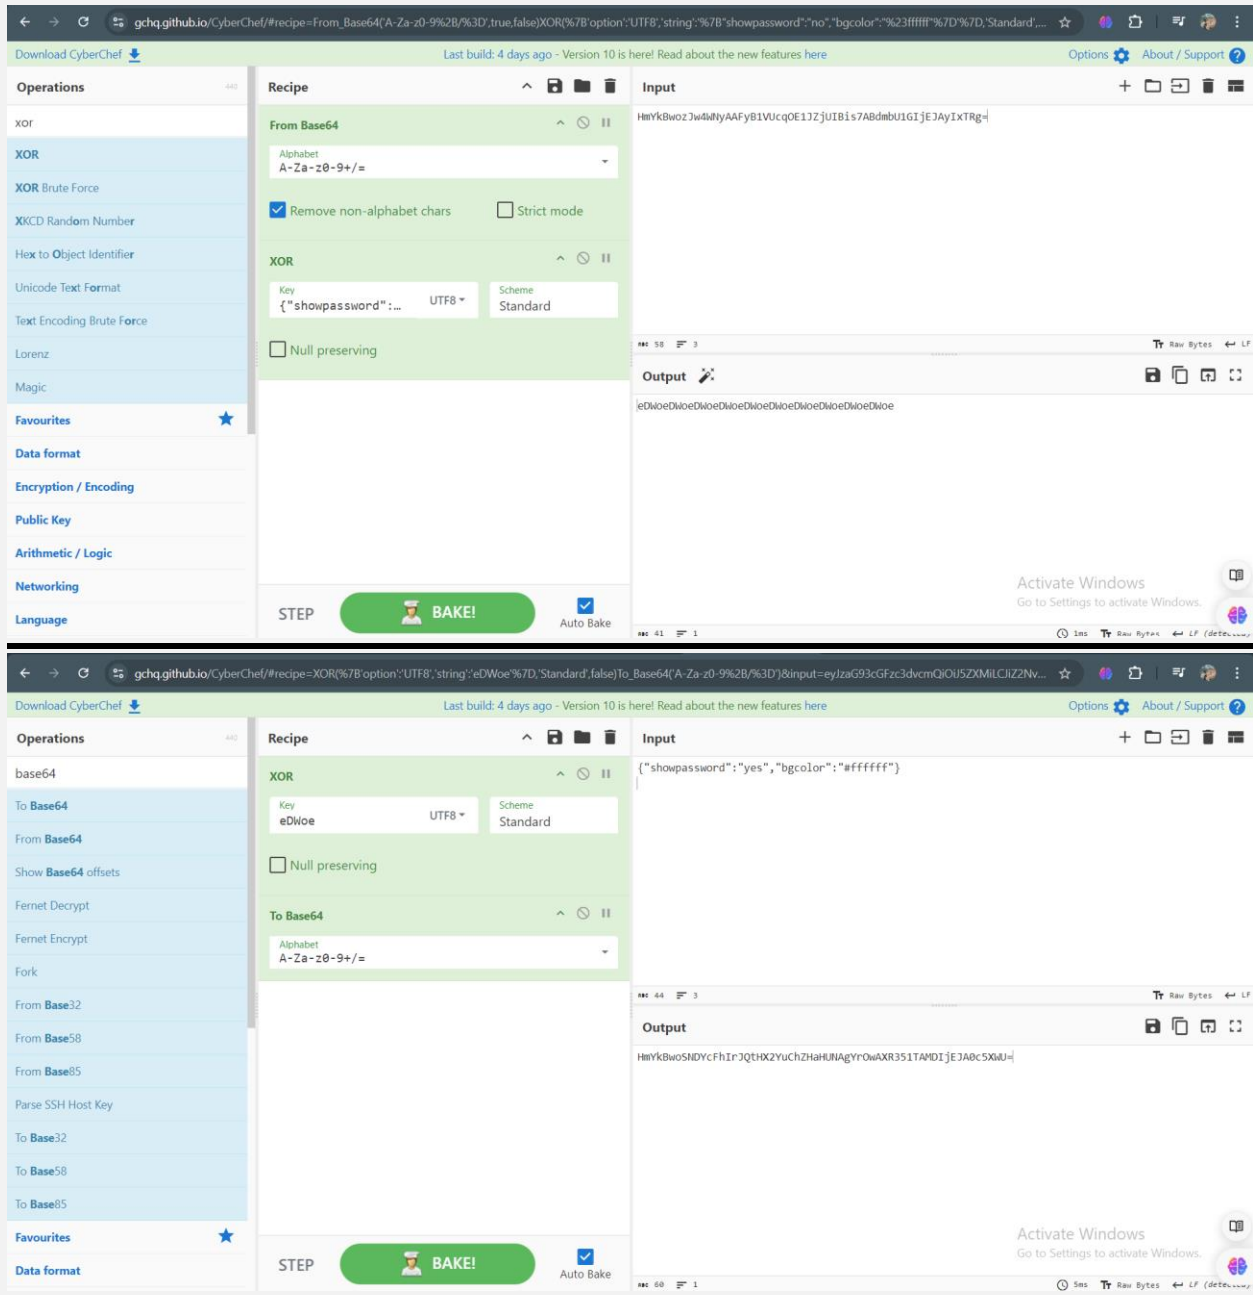 gchq.github.io/CyberChef/#recipe=From_Base64('A-Za-z0-9%2B/%3D',true,false)XOR(%7B'option':'UTF8','string':'%7B"showpassword":"no","bgcolor":"%23ffffff"%7D'%7D,'Standard',...
Download CyberChef
Last build: 4 days ago - Version 10 is here! Read about the new features here
Options
About / Support
Operations
440
Recipe
Input
xor
From Base64
HmYkBwozJw4WNyAAFyB1VUcqOE1JZjUIBis7ABdmbU1GIjEJAyIxTRg=
XOR
Alphabet
A-Za-z0-9+/=
XOR Brute Force
Remove non-alphabet chars
Strict mode
XKCD Random Number
Hex to Object Identifier
XOR
Unicode Text Format
Key
{"showpassword":…
UTF8
Scheme
Standard
Text Encoding Brute Force
Lorenz
Null preserving
58
3
Raw Bytes
LF
Magic
Output
Favourites
eDWoeDWoeDWoeDWoeDWoeDWoeDWoeDWoeDWoeDWoe
Data format
Encryption / Encoding
Public Key
Arithmetic / Logic
Networking
Language
STEP
BAKE!
Auto Bake
Activate Windows
Go to Settings to activate Windows.
41
1
1ms
Raw Bytes
LF
gchq.github.io/CyberChef/#recipe=XOR(%7B'option':'UTF8','string':'eDWoe'%7D,'Standard',false)To_Base64('A-Za-z0-9%2B/%3D')&input=eyJzaG93cGFzc3dvcmQiOiJ5ZXMiLCJiZ2Nv...
Download CyberChef
Last build: 4 days ago - Version 10 is here! Read about the new features here
Options
About / Support
Operations
Recipe
Input
base64
XOR
{"showpassword":"yes","bgcolor":"#ffffff"}
To Base64
Key
eDWoe
UTF8
Scheme
Standard
From Base64
Show Base64 offsets
Null preserving
Fernet Decrypt
To Base64
Fernet Encrypt
Alphabet
A-Za-z0-9+/=
Fork
From Base32
44
3
Raw Bytes
LF
From Base58
Output
From Base85
HmYkBwoSNDYcFhIrJQtHX2YuChZHaHUNAgYrOwAXR351TAMDIjEJA0c5XWU=
Parse SSH Host Key
To Base32
To Base58
To Base85
Favourites
Data format
STEP
BAKE!
Auto Bake
Activate Windows
Go to Settings to activate Windows.
60
1
5ms
Raw Bytes
LF